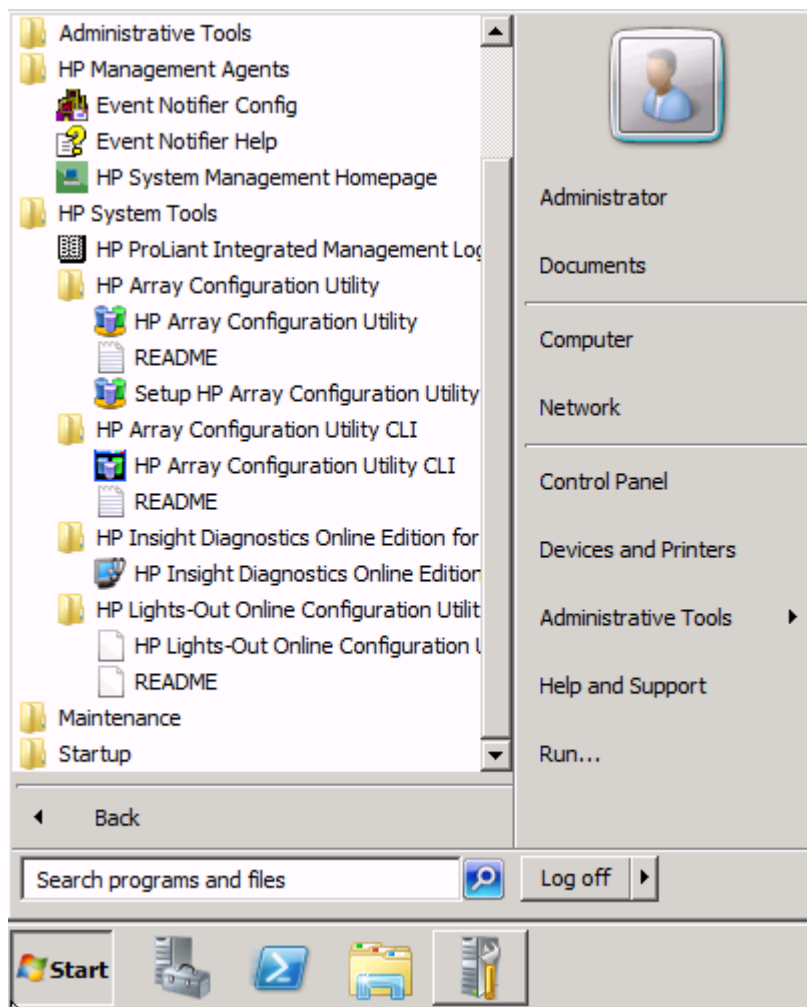 Administrative Tools
HP Management Agents
Event Notifier Config
Event Notifier Help
HP System Management Homepage
HP System Tools
HP ProLiant Integrated Management Log
HP Array Configuration Utility
HP Array Configuration Utility
README
Setup HP Array Configuration Utility
HP Array Configuration Utility CLI
HP Array Configuration Utility CLI
README
HP Insight Diagnostics Online Edition for
HP Insight Diagnostics Online Edition
HP Lights-Out Online Configuration Utilit
HP Lights-Out Online Configuration
README
Maintenance
Startup
Back
Search programs and files
Administrator
Documents
Computer
Network
Control Panel
Devices and Printers
Administrative Tools
Help and Support
Run...
Log off
Start